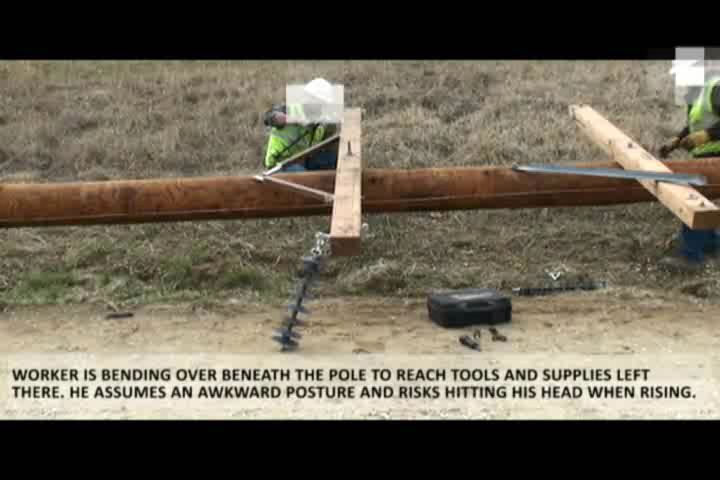 WORKER IS BENDING OVER BENEATH THE POLE TO REACH TOOLS AND SUPPLIES LEFT
THERE. HE ASSUMES AN AWKWARD POSTURE AND RISKS HITTING HIS HEAD WHEN RISING.